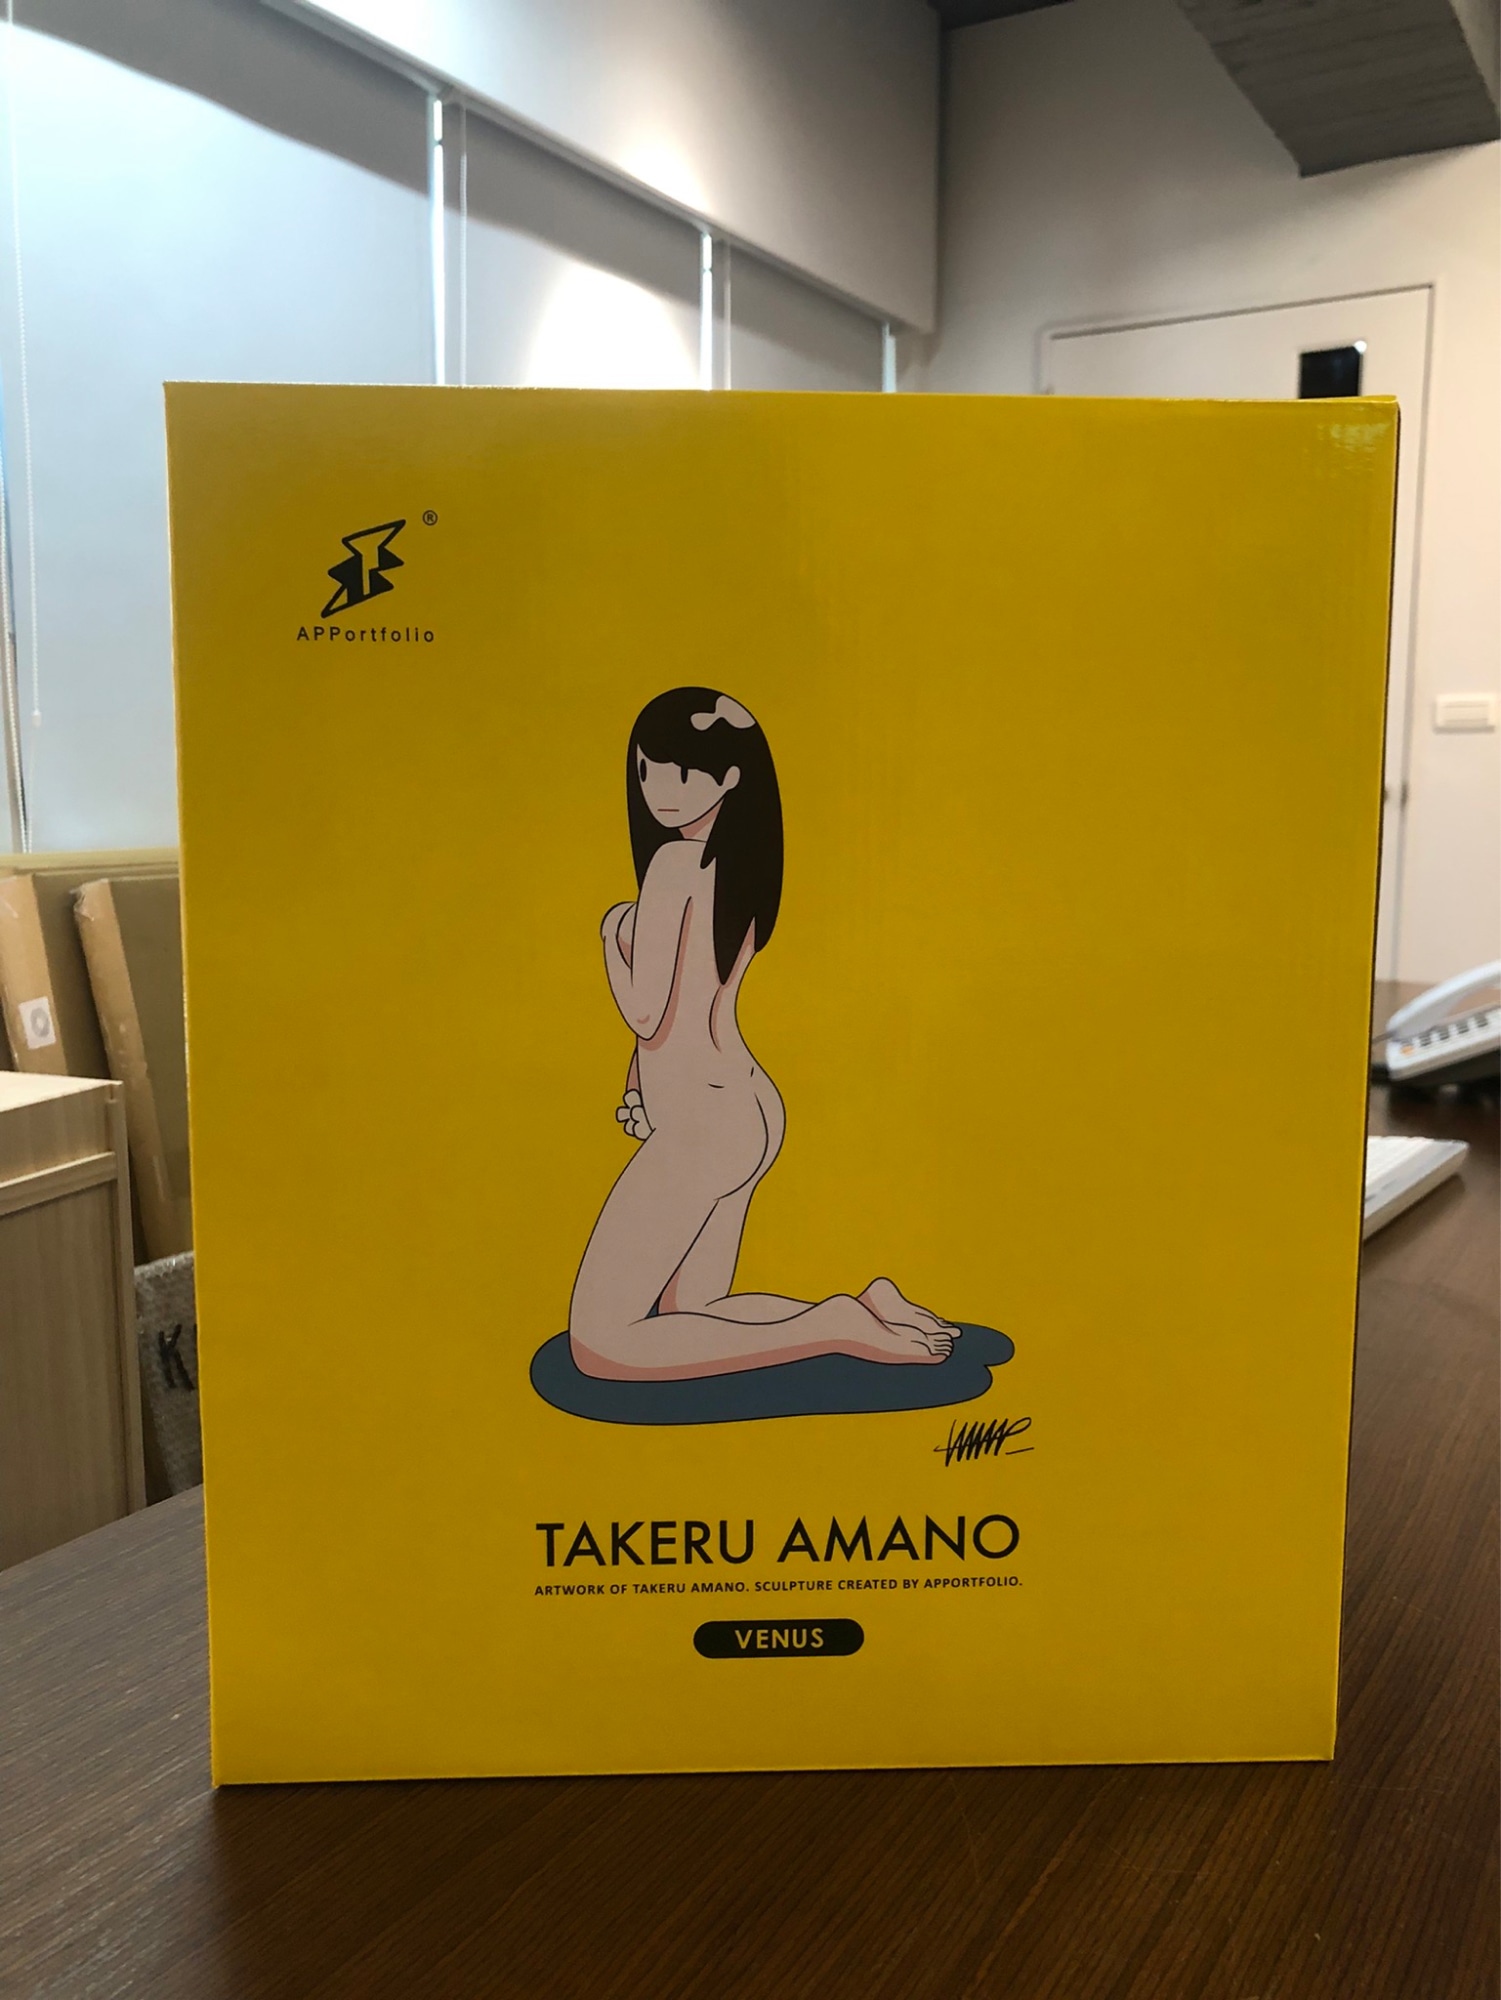 ®
APPortfolio
TAKERU AMANO
ARTWORK OF TAKERU AMANO. SCULPTURE CREATED BY APPORTFOLIO.
VENUS